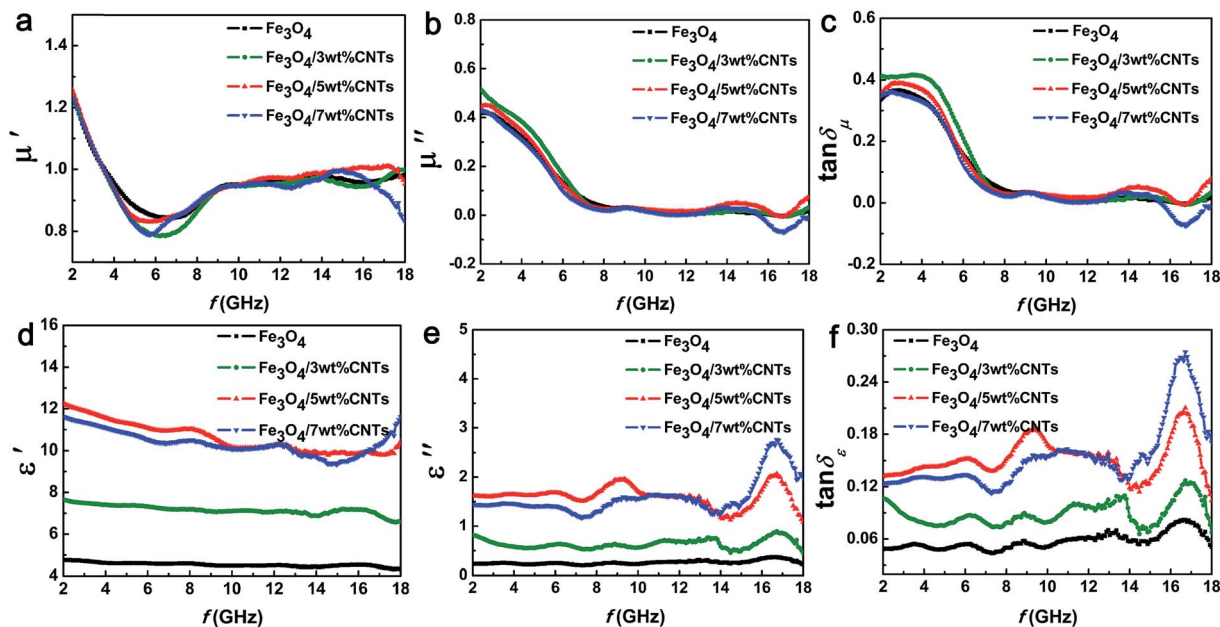 a
Fe3O4
Fe3O4/3wt%CNTs
Fe3O4/5wt%CNTs
Fe3O4/7wt%CNTs
μ′
1.4
1.2
1.0
0.8
2 4 6 8 10 12 14 16 18
f (GHz)
b
Fe3O4
Fe3O4/3wt%CNTs
Fe3O4/5wt%CNTs
Fe3O4/7wt%CNTs
μ″
0.8
0.6
0.4
0.2
0.0
-0.2
2 4 6 8 10 12 14 16 18
f (GHz)
c
Fe3O4
Fe3O4/3wt%CNTs
Fe3O4/5wt%CNTs
Fe3O4/7wt%CNTs
tanδμ
0.6
0.4
0.2
0.0
-0.2
2 4 6 8 10 12 14 16 18
f (GHz)
d
Fe3O4
Fe3O4/3wt%CNTs
Fe3O4/5wt%CNTs
Fe3O4/7wt%CNTs
ε′
16
14
12
10
8
6
4
2 4 6 8 10 12 14 16 18
f (GHz)
e
Fe3O4
Fe3O4/3wt%CNTs
Fe3O4/5wt%CNTs
Fe3O4/7wt%CNTs
ε″
5
4
3
2
1
0
2 4 6 8 10 12 14 16 18
f (GHz)
f
Fe3O4
Fe3O4/3wt%CNTs
Fe3O4/5wt%CNTs
Fe3O4/7wt%CNTs
tanδε
0.30
0.24
0.18
0.12
0.06
2 4 6 8 10 12 14 16 18
f (GHz)